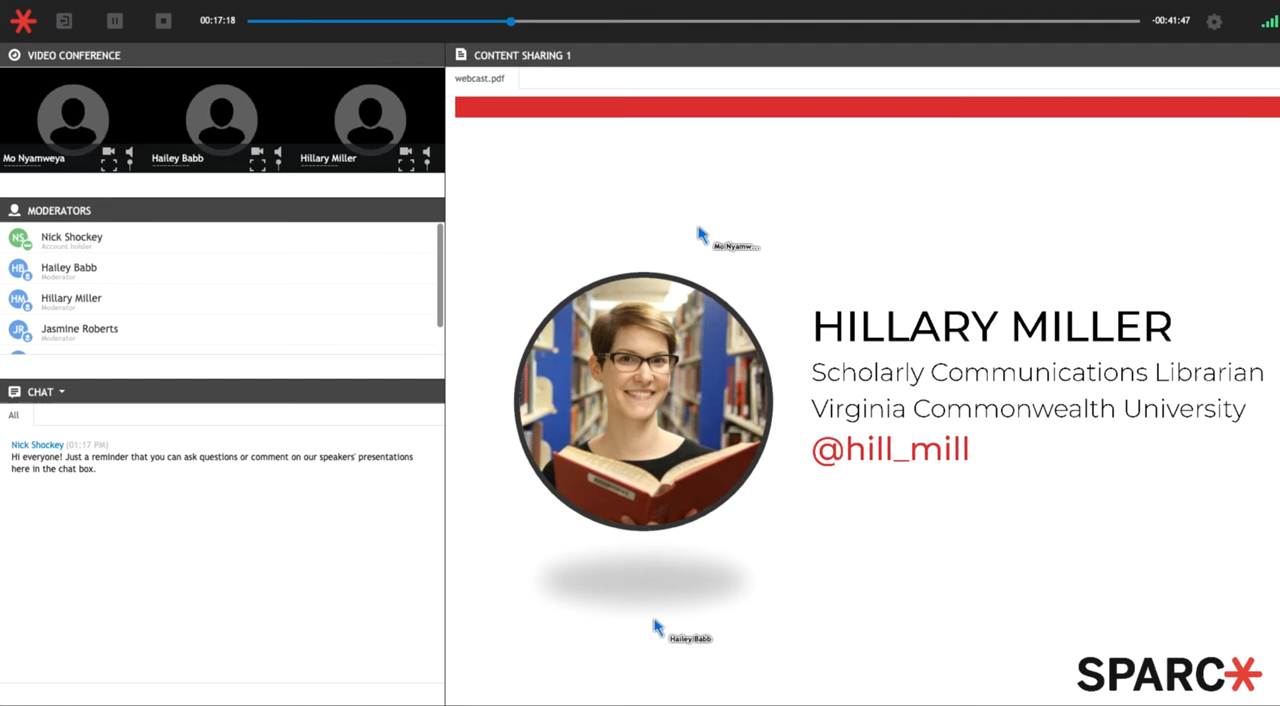 00:17:18
-00:41:47
VIDEO CONFERENCE
Mo Nyamweya
Hailey Babb
Hillary Miller
MODERATORS
NS
Nick Shockey
Account holder
HB
Hailey Babb
Moderator
HM
Hillary Miller
Moderator
JR
Jasmine Roberts
Moderator
CHAT
All
Nick Shockey (01:17 PM)
Hi everyone! Just a reminder that you can ask questions or comment on our speakers' presentations
here in the chat box.
CONTENT SHARING 1
webcast.pdf
Mo Nyamw...
HILLARY MILLER
Scholarly Communications Librarian
Virginia Commonwealth University
@hill_mill
Hailey Babb
SPARC